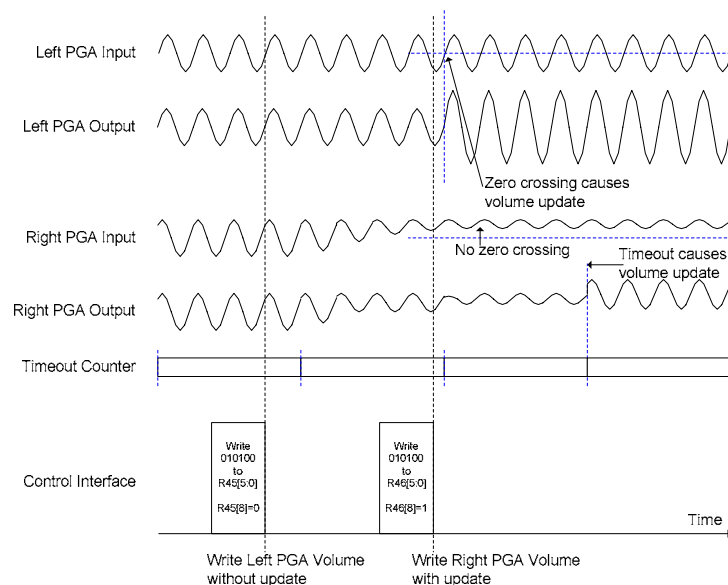 Left PGA Input
Left PGA Output
Zero crossing causes
volume update
Right PGA Input
No zero crossing
Timeout causes
volume update
Right PGA Output
Timeout Counter
Control Interface
Write
010100
to
R45[5:0]
R45[8]=0
Write
010100
to
R46[5:0]
R46[8]=1
Time
Write Left PGA Volume
without update
Write Right PGA Volume
with update